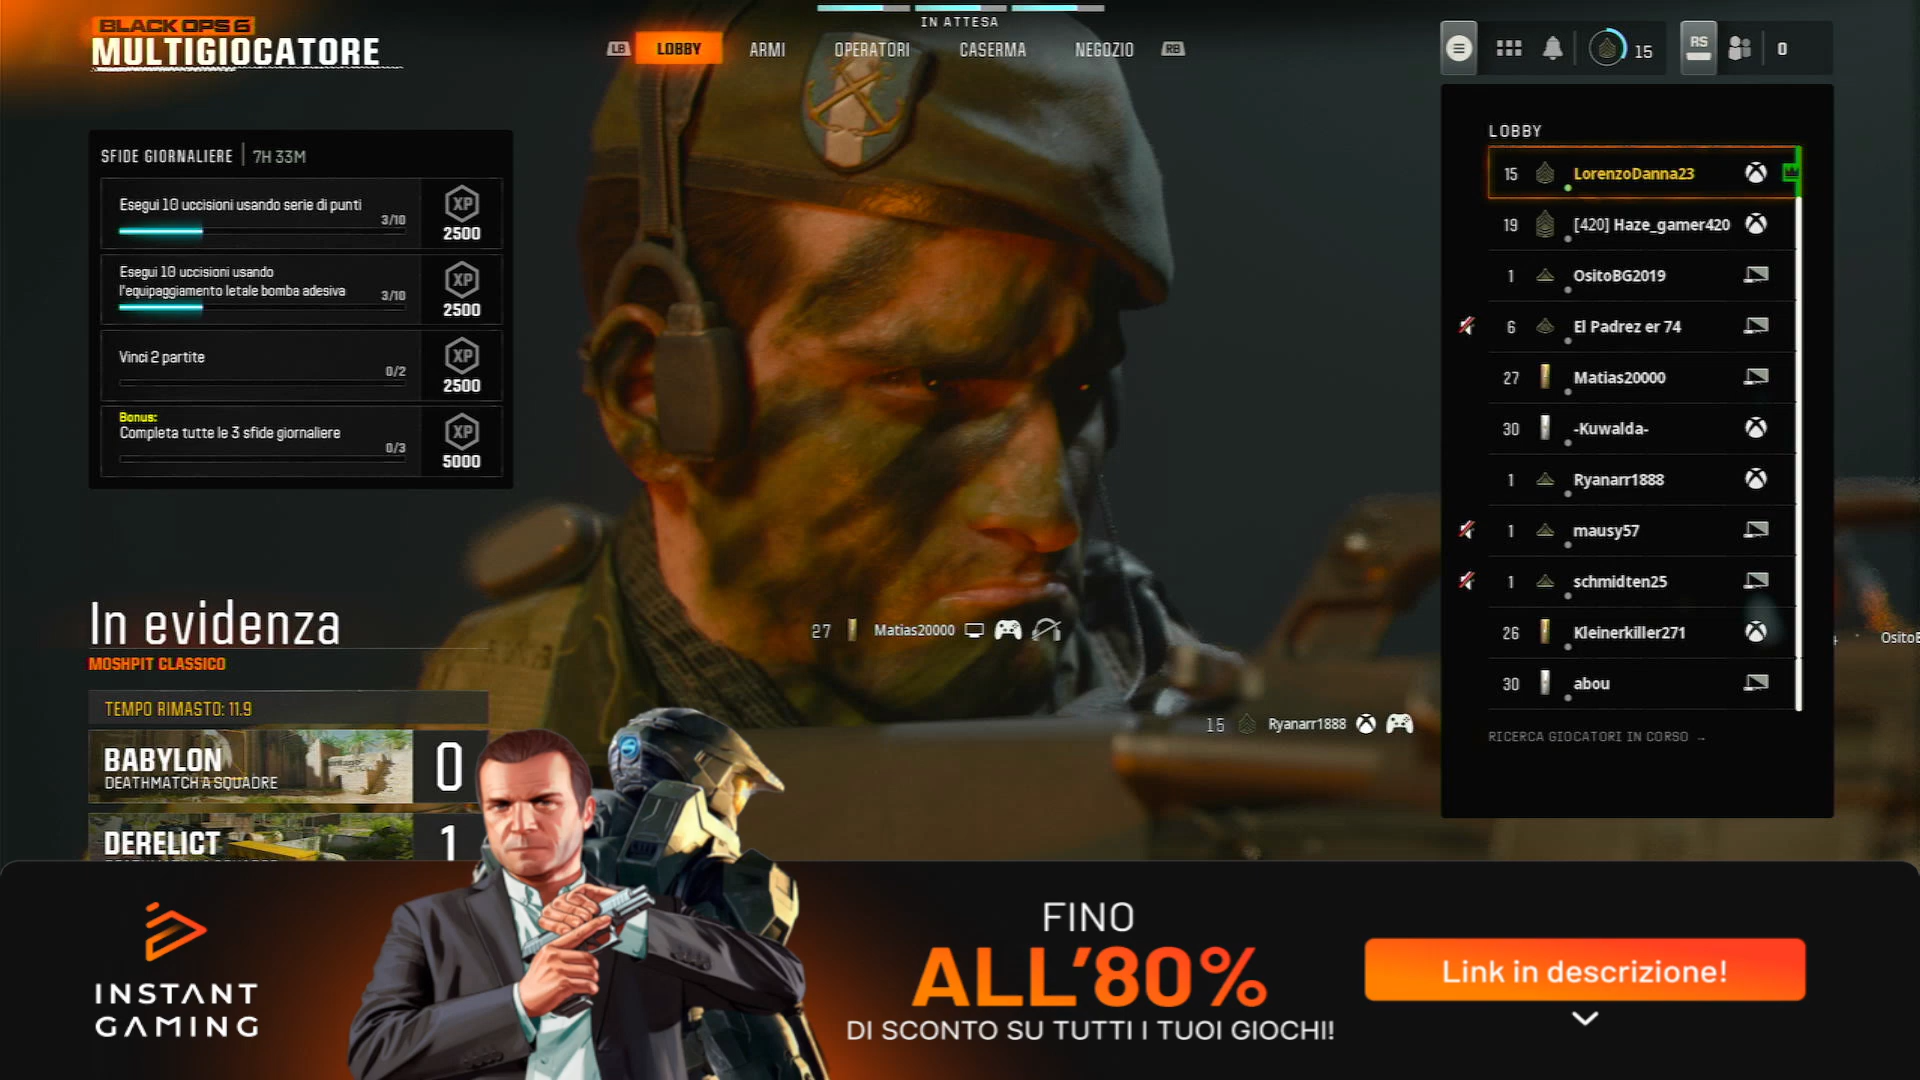 BLACK OPS 6
MULTIGIOCATORE
IN ATTESA
LB
LOBBY
ARMI
OPERATORI
CASERMA
NEGOZIO
RB
15
RS
0
SFIDE GIORNALIERE
7H 33M
Esegui 10 uccisioni usando serie di punti
3/10
XP
2500
Esegui 10 uccisioni usando
l'equipaggiamento letale bomba adesiva
3/10
XP
2500
Vinci 2 partite
0/2
XP
2500
Bonus:
Completa tutte le 3 sfide giornaliere
0/3
XP
5000
LOBBY
15 LorenzoDanna23
19 [420] Haze_gamer420
1 OsitoBG2019
6 El Padrez er 74
27 Matias20000
30 -Kuwalda-
1 Ryanarr1888
1 mausy57
1 schmidten25
26 Kleinerkiller271
30 abou
RICERCA GIOCATORI IN CORSO →
27 Matias20000
15 Ryanarr1888
In evidenza
MOSHPIT CLASSICO
TEMPO RIMASTO: 11.9
BABYLON
DEATHMATCH A SQUADRE
0
DERELICT
1
INSTANT
GAMING
FINO
ALL'80%
DI SCONTO SU TUTTI I TUOI GIOCHI!
Link in descrizione!